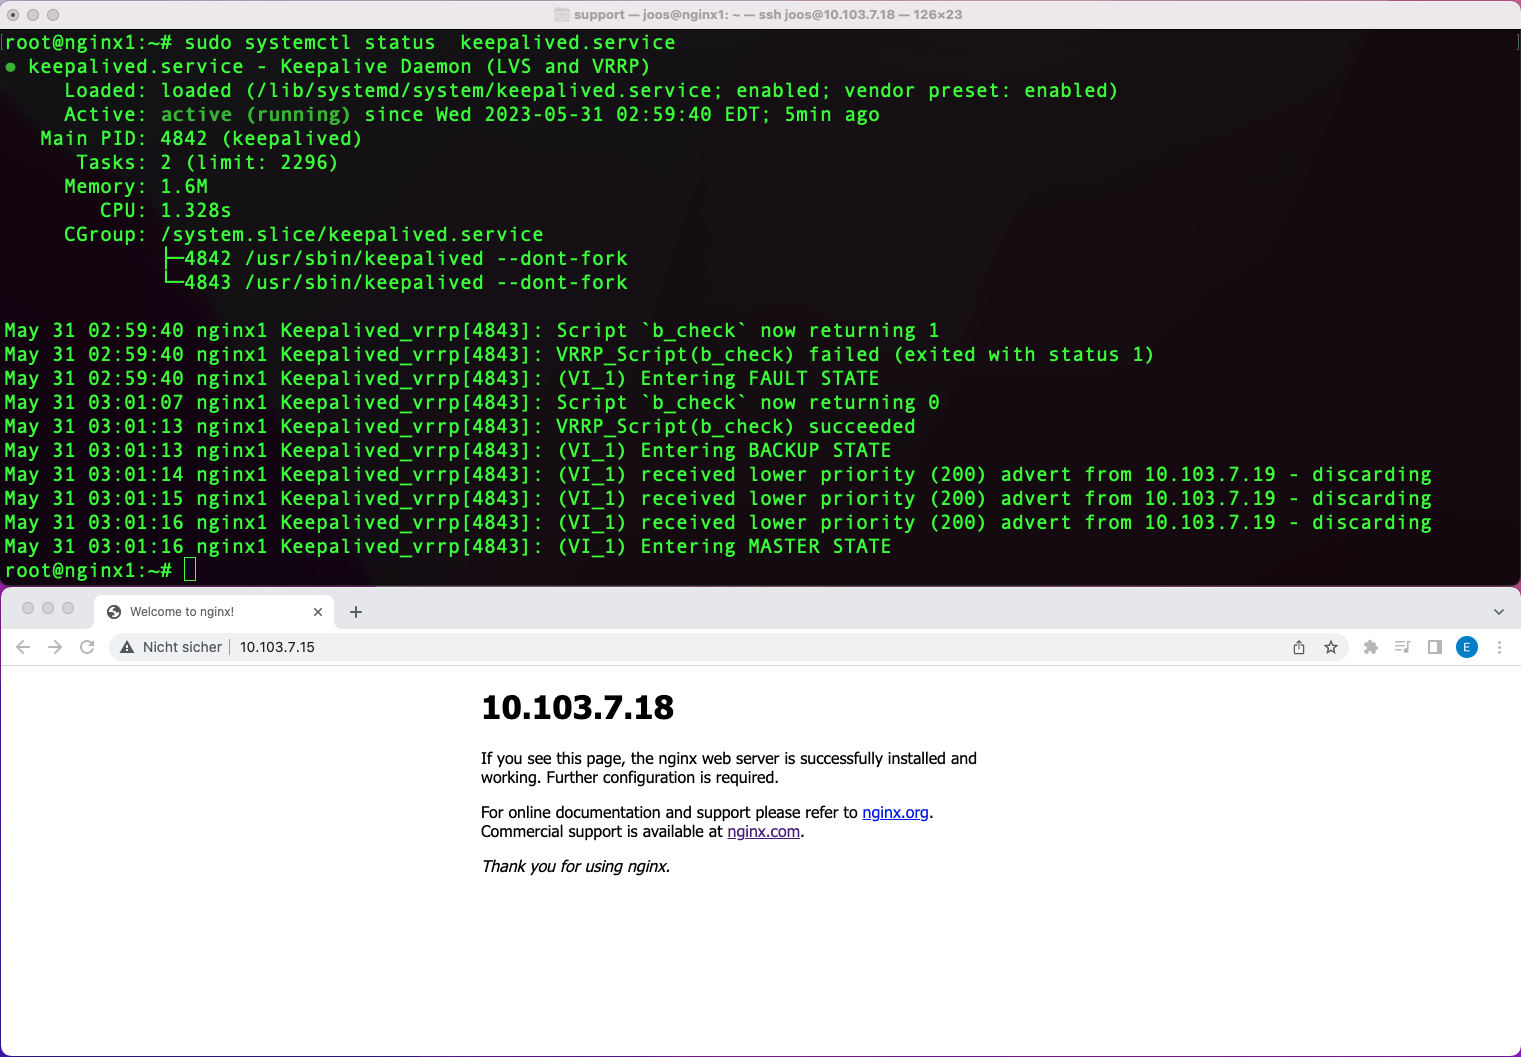 support — joos@nginx1: ~ — ssh joos@10.103.7.18 — 126×23
[root@nginx1:~# sudo systemctl status  keepalived.service ]
● keepalived.service - Keepalive Daemon (LVS and VRRP)
     Loaded: loaded (/lib/systemd/system/keepalived.service; enabled; vendor preset: enabled)
     Active: active (running) since Wed 2023-05-31 02:59:40 EDT; 5min ago
   Main PID: 4842 (keepalived)
      Tasks: 2 (limit: 2296)
     Memory: 1.6M
        CPU: 1.328s
     CGroup: /system.slice/keepalived.service
             ├─4842 /usr/sbin/keepalived --dont-fork
             └─4843 /usr/sbin/keepalived --dont-fork
May 31 02:59:40 nginx1 Keepalived_vrrp[4843]: Script `b_check` now returning 1
May 31 02:59:40 nginx1 Keepalived_vrrp[4843]: VRRP_Script(b_check) failed (exited with status 1)
May 31 02:59:40 nginx1 Keepalived_vrrp[4843]: (VI_1) Entering FAULT STATE
May 31 03:01:07 nginx1 Keepalived_vrrp[4843]: Script `b_check` now returning 0
May 31 03:01:13 nginx1 Keepalived_vrrp[4843]: VRRP_Script(b_check) succeeded
May 31 03:01:13 nginx1 Keepalived_vrrp[4843]: (VI_1) Entering BACKUP STATE
May 31 03:01:14 nginx1 Keepalived_vrrp[4843]: (VI_1) received lower priority (200) advert from 10.103.7.19 - discarding
May 31 03:01:15 nginx1 Keepalived_vrrp[4843]: (VI_1) received lower priority (200) advert from 10.103.7.19 - discarding
May 31 03:01:16 nginx1 Keepalived_vrrp[4843]: (VI_1) received lower priority (200) advert from 10.103.7.19 - discarding
May 31 03:01:16 nginx1 Keepalived_vrrp[4843]: (VI_1) Entering MASTER STATE
root@nginx1:~#
Welcome to nginx!
Nicht sicher | 10.103.7.15
E
10.103.7.18
If you see this page, the nginx web server is successfully installed and
working. Further configuration is required.
For online documentation and support please refer to nginx.org.
Commercial support is available at nginx.com.
Thank you for using nginx.